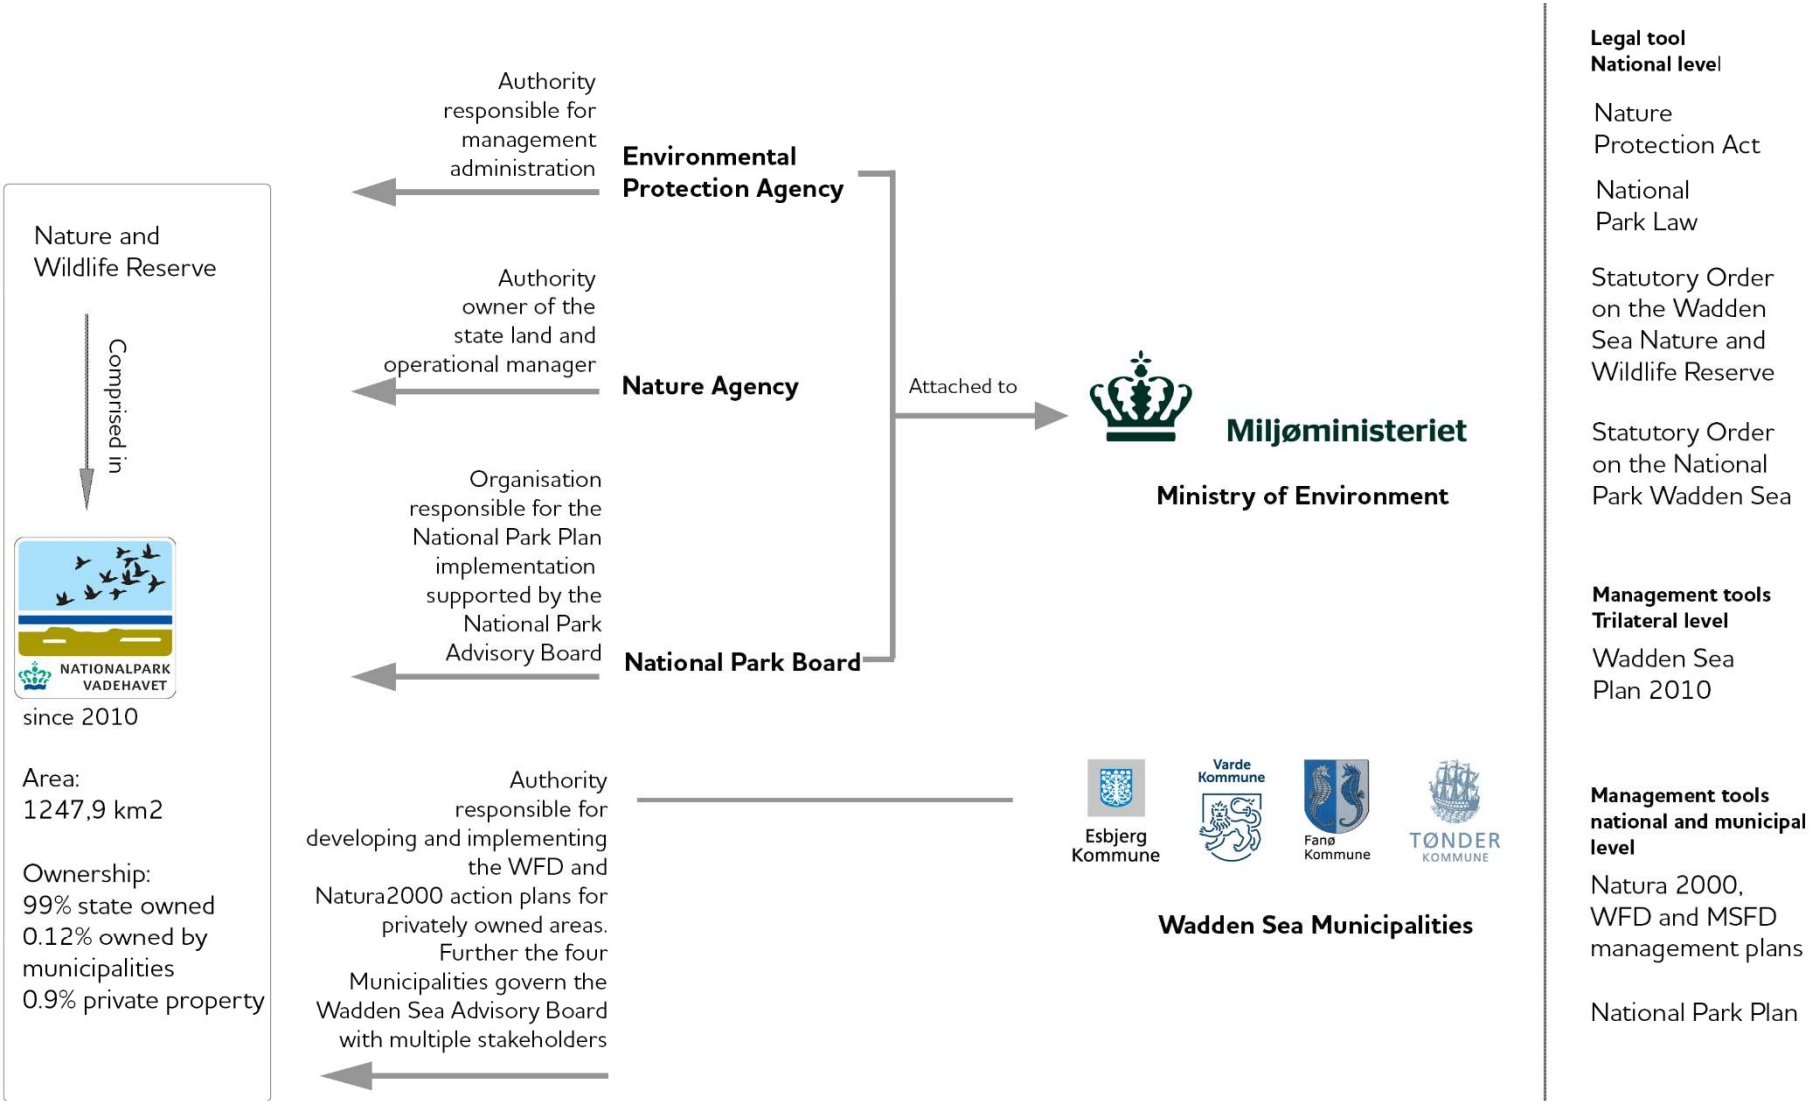 Nature and
Wildlife Reserve
Comprised in
NATIONALPARK
VADEHAVET
since 2010
Area:
1247,9 km2
Ownership:
99% state owned
0.12% owned by
municipalities
0.9% private property
Authority
responsible for
management
administration
Environmental
Protection Agency
Authority
owner of the
state land and
operational manager
Nature Agency
Organisation
responsible for the
National Park Plan
implementation
supported by the
National Park
Advisory Board
National Park Board
Attached to
Miljøministeriet
Ministry of Environment
Authority
responsible for
developing and implementing
the WFD and
Natura2000 action plans for
privately owned areas.
Further the four
Municipalities govern the
Wadden Sea Advisory Board
with multiple stakeholders
Esbjerg
Kommune
Varde
Kommune
Fanø
Kommune
TØNDER
KOMMUNE
Wadden Sea Municipalities
Legal tool
National level
Nature
Protection Act
National
Park Law
Statutory Order
on the Wadden
Sea Nature and
Wildlife Reserve
Statutory Order
on the National
Park Wadden Sea
Management tools
Trilateral level
Wadden Sea
Plan 2010
Management tools
national and municipal
level
Natura 2000,
WFD and MSFD
management plans
National Park Plan